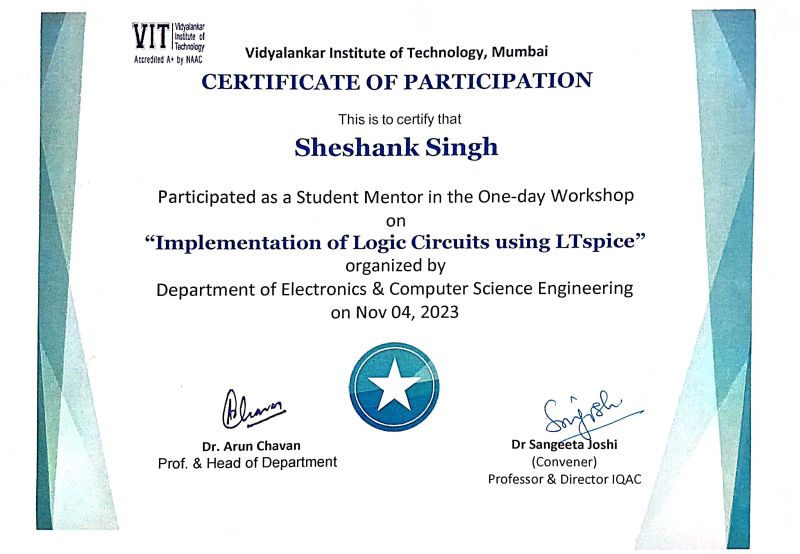 VIT Vidyalankar
Institute of
Technology
Accredited A+ by NAAC
Vidyalankar Institute of Technology, Mumbai
CERTIFICATE OF PARTICIPATION
This is to certify that
Sheshank Singh
Participated as a Student Mentor in the One-day Workshop
on
“Implementation of Logic Circuits using LTspice”
organized by
Department of Electronics & Computer Science Engineering
on Nov 04, 2023
Dr. Arun Chavan
Prof. & Head of Department
Dr Sangeeta Joshi
(Convener)
Professor & Director IQAC